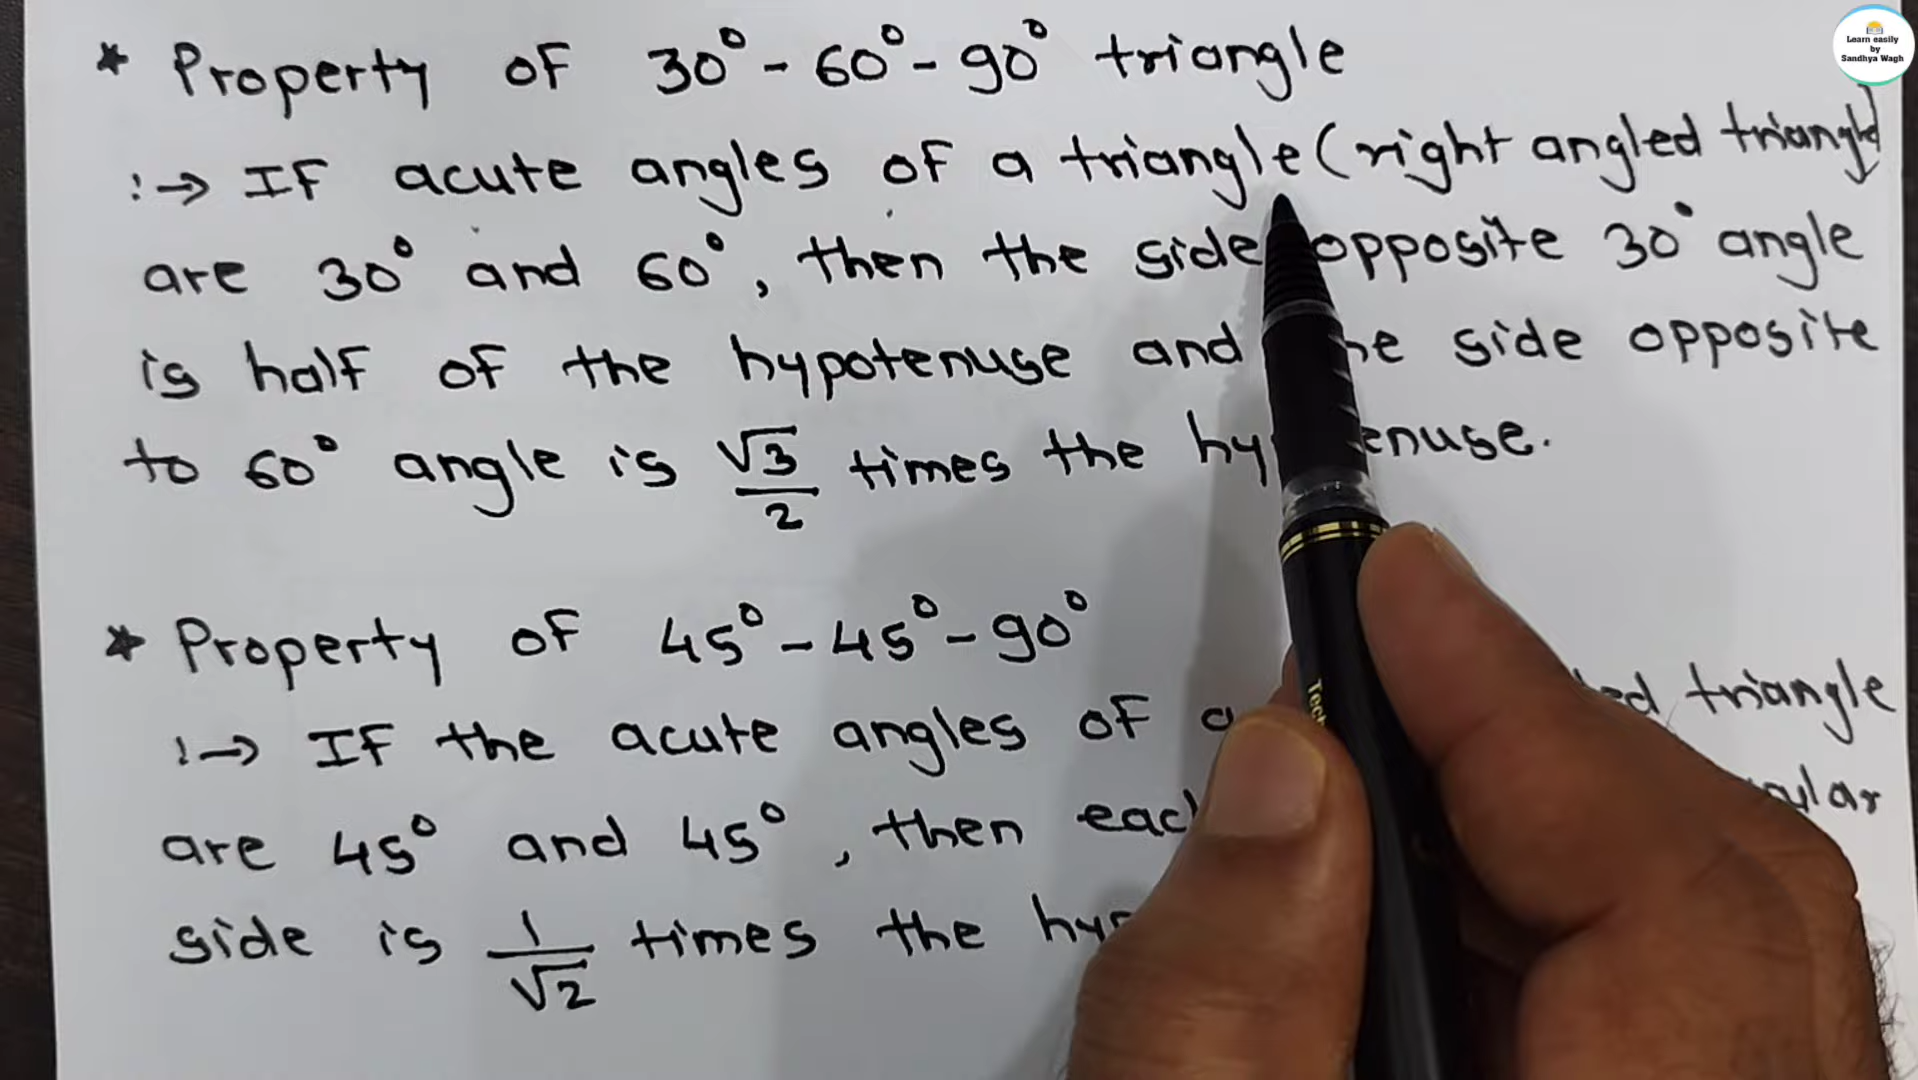 Learn easily
by
Sandhya Wagh
* Property of 30° - 60° - 90° triangle
:→ If acute angles of a triangle (right angled triangle)
are 30° and 60°, then the side opposite 30° angle
is half of the hypotenuse and the side opposite
to 60° angle is √3/2 times the hypotenuse.
* Property of 45° - 45° - 90°
:→ If the acute angles of a triangle
are 45° and 45°, then each
side is 1/√2 times the